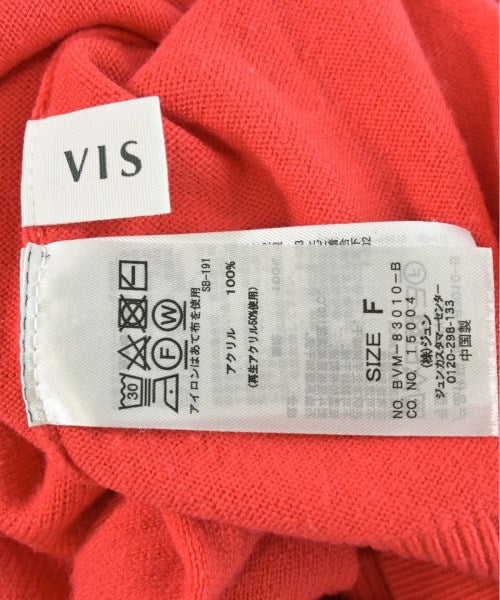 VIS
30
F
W
アイロンはあて布を使用
SB-191
アクリル 100%
(再生アクリル50%使用)
SIZE F
NO. BVM-83010-B
CO. NO. 15004
(株)ジュン
ジュンカスタマーセンター
0120-298-133
中国製